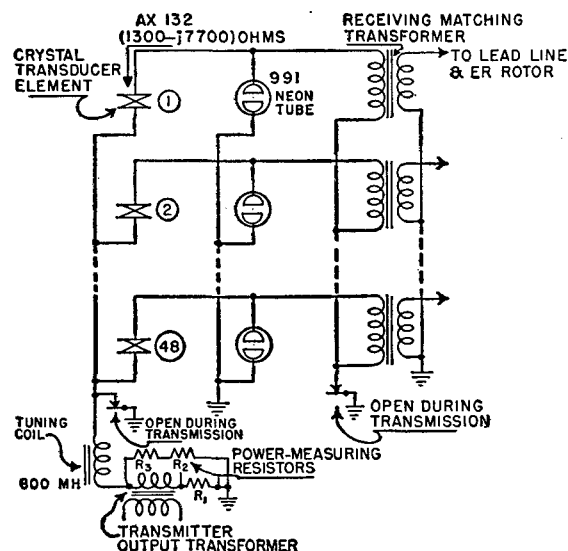 AX 132
(1300-j7700) OHMS
RECEIVING MATCHING
TRANSFORMER
CRYSTAL
TRANSDUCER
ELEMENT
TO LEAD LINE
& ER ROTOR
1
991
NEON
TUBE
2
48
OPEN DURING
TRANSMISSION
OPEN DURING
TRANSMISSION
TUNING
COIL
POWER-MEASURING
RESISTORS
R3
R2
R1
600 MH
TRANSMITTER
OUTPUT TRANSFORMER